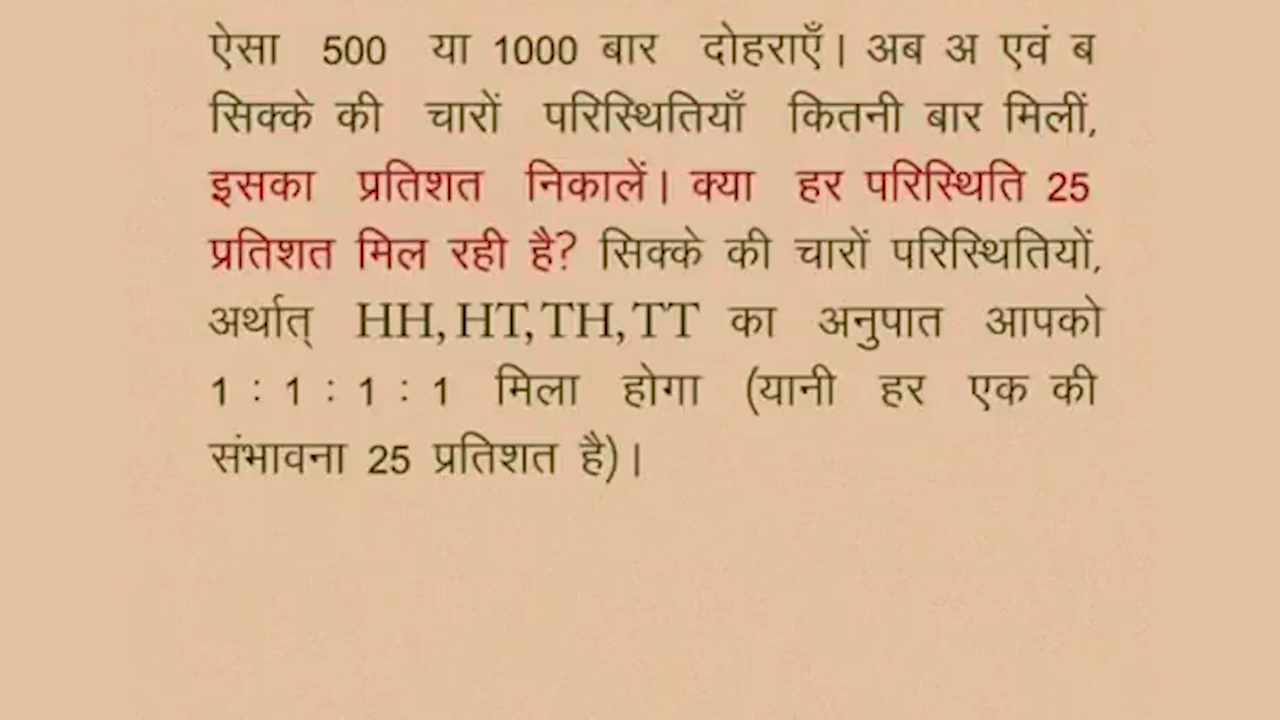 ऐसा 500 या 1000 बार दोहराएँ। अब अ एवं ब
सिक्के की चारों परिस्थितियाँ कितनी बार मिलीं,
इसका प्रतिशत निकालें। क्या हर परिस्थिति 25
प्रतिशत मिल रही है? सिक्के की चारों परिस्थितियों,
अर्थात् HH, HT, TH, TT का अनुपात आपको
1 : 1 : 1 : 1 मिला होगा (यानी हर एक की
संभावना 25 प्रतिशत है)।